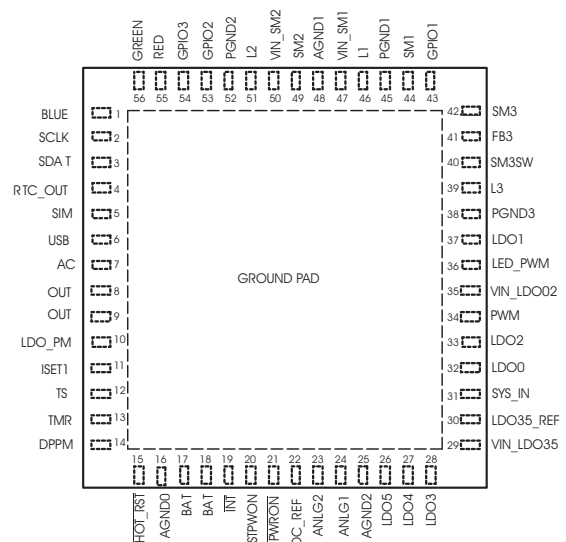 GREEN
RED
GPIO3
GPIO2
PGND2
L2
VIN_SM2
SM2
AGND1
VIN_SM1
L1
PGND1
SM1
GPIO1
56 55 54 53 52 51 50 49 48 47 46 45 44 43
BLUE 1
SCLK 2
SDAT 3
RTC_OUT 4
SIM 5
USB 6
AC 7
OUT 8
OUT 9
LDO_PM 10
ISET1 11
TS 12
TMR 13
DPPM 14
GROUND PAD
42 SM3
41 FB3
40 SM3SW
39 L3
38 PGND3
37 LDO1
36 LED_PWM
35 VIN_LDO02
34 PWM
33 LDO2
32 LDO0
31 SYS_IN
30 LDO35_REF
29 VIN_LDO35
15 16 17 18 19 20 21 22 23 24 25 26 27 28
HOT_RST
AGND0
BAT
BAT
INT
STPWON
PWRON
DC_REF
ANLG2
ANLG1
AGND2
LDO5
LDO4
LDO3